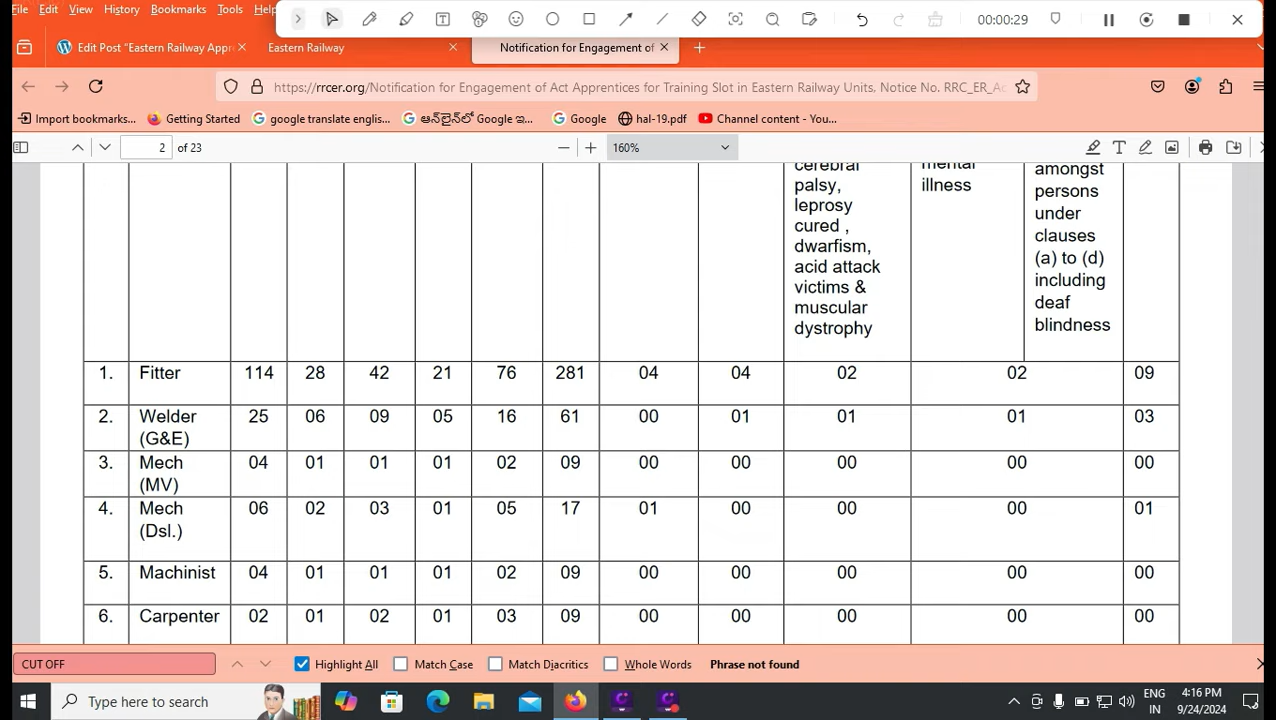 File Edit View History Bookmarks Tools Help
00:00:29
Edit Post “Eastern Railway Appre
Eastern Railway
Notification for Engagement of
https://rrcer.org/Notification for Engagement of Act Apprentices for Training Slot in Eastern Railway Units, Notice No. RRC_ER_Ac
Import bookmarks...
Getting Started
google translate englis...
ఆన్‌లైన్‌లో Google ఇ...
Google
hal-19.pdf
Channel content - You...
2 of 23
160%
cerebral
palsy,
leprosy
cured ,
dwarfism,
acid attack
victims &
muscular
dystrophy
mental
illness
amongst
persons
under
clauses
(a) to (d)
including
deaf
blindness
1. Fitter 114 28 42 21 76 281 04 04 02 02 09
2. Welder 25 06 09 05 16 61 00 01 01 01 03
(G&E)
3. Mech 04 01 01 01 02 09 00 00 00 00 00
(MV)
4. Mech 06 02 03 01 05 17 01 00 00 00 01
(Dsl.)
5. Machinist 04 01 01 01 02 09 00 00 00 00 00
6. Carpenter 02 01 02 01 03 09 00 00 00 00 00
CUT OFF
Highlight All
Match Case
Match Diacritics
Whole Words
Phrase not found
Type here to search
ENG
IN
4:16 PM
9/24/2024